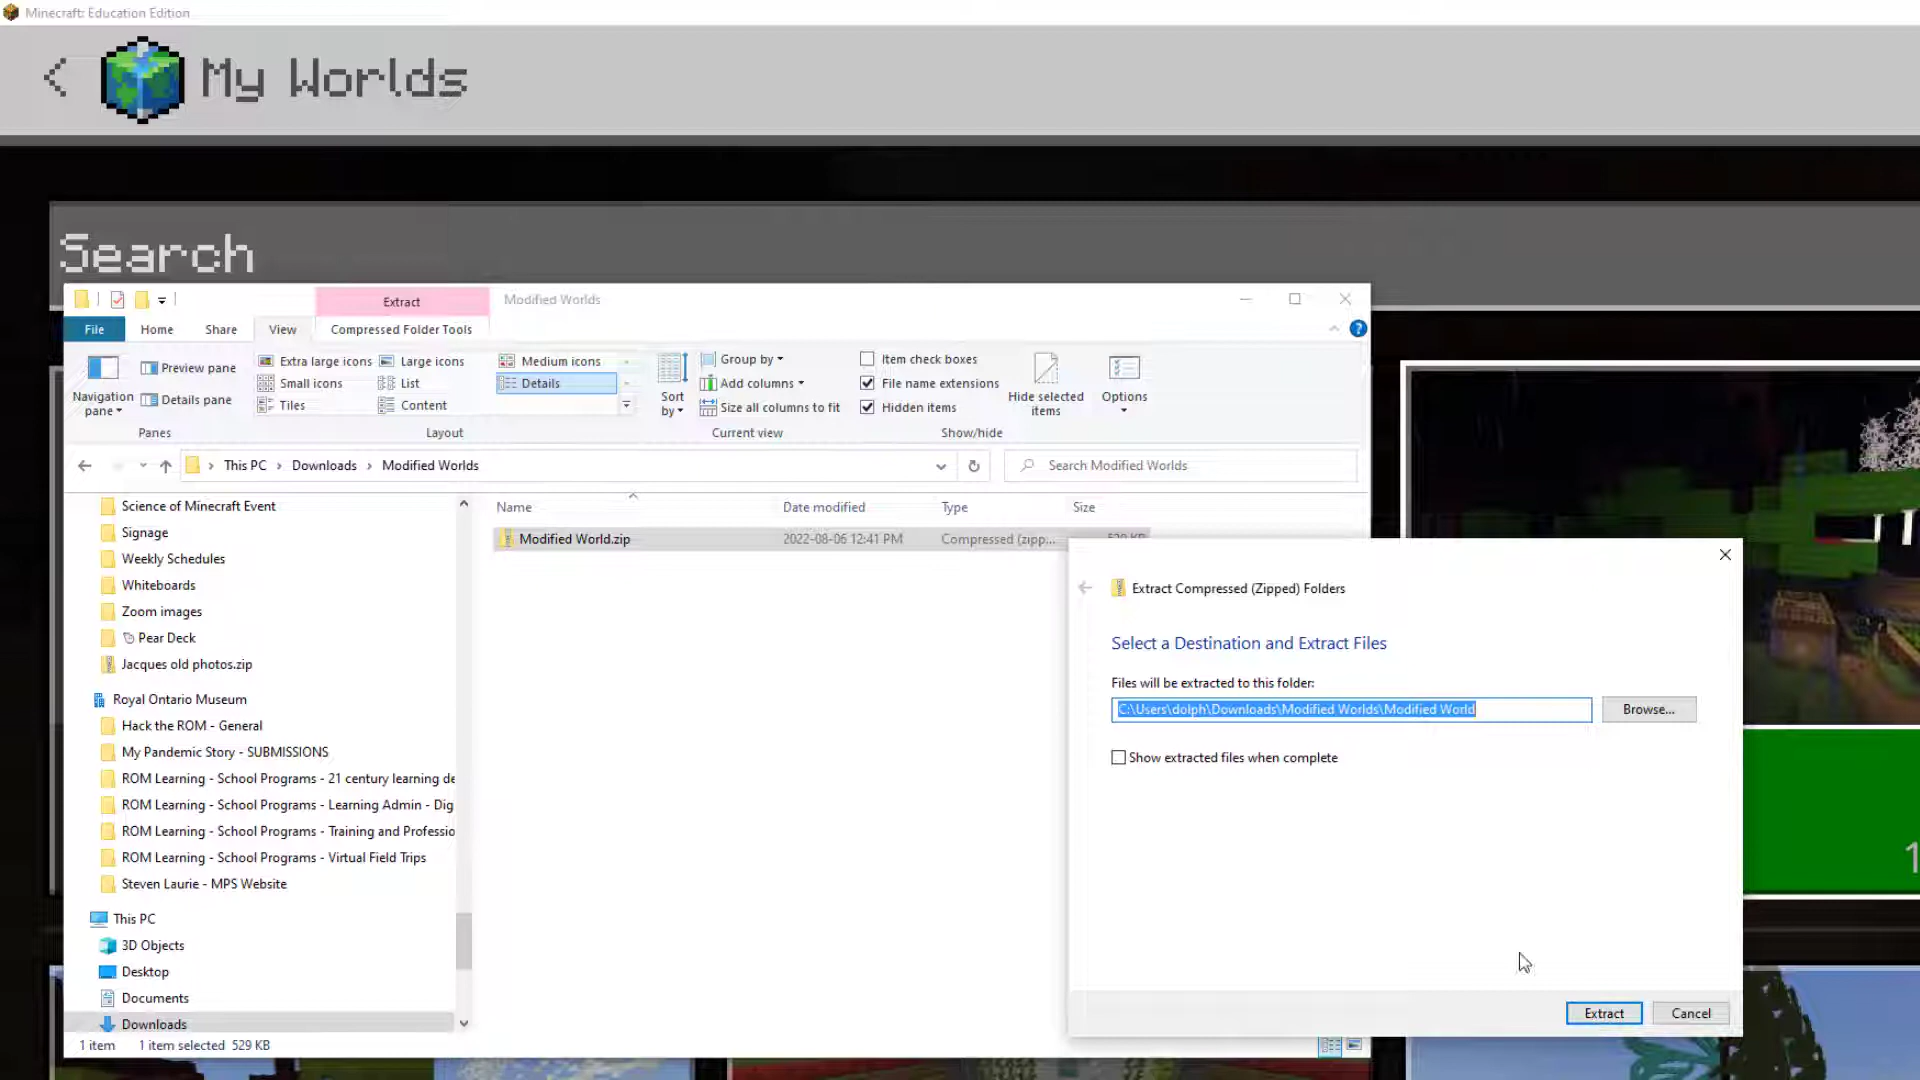 Minecraft: Education Edition
My Worlds
Search
Extract
Modified Worlds
File
Home
Share
View
Compressed Folder Tools
Navigation pane
Preview pane
Details pane
Extra large icons
Large icons
Medium icons
Small icons
List
Details
Tiles
Content
Sort by
Group by
Add columns
Size all columns to fit
Item check boxes
File name extensions
Hidden items
Hide selected items
Options
Panes
Layout
Current view
Show/hide
This PC > Downloads > Modified Worlds
Search Modified Worlds
Science of Minecraft Event
Signage
Weekly Schedules
Whiteboards
Zoom images
Pear Deck
Jacques old photos.zip
Royal Ontario Museum
Hack the ROM - General
My Pandemic Story - SUBMISSIONS
ROM Learning - School Programs - 21 century learning de
ROM Learning - School Programs - Learning Admin - Dig
ROM Learning - School Programs - Training and Professio
ROM Learning - School Programs - Virtual Field Trips
Steven Laurie - MPS Website
This PC
3D Objects
Desktop
Documents
Downloads
Name
Date modified
Type
Size
Modified World.zip
2022-08-06 12:41 PM
Compressed (zipp...
529 KB
1 item
1 item selected 529 KB
Extract Compressed (Zipped) Folders
Select a Destination and Extract Files
Files will be extracted to this folder:
C:\Users\dolph\Downloads\Modified Worlds\Modified World
Browse...
Show extracted files when complete
Extract
Cancel